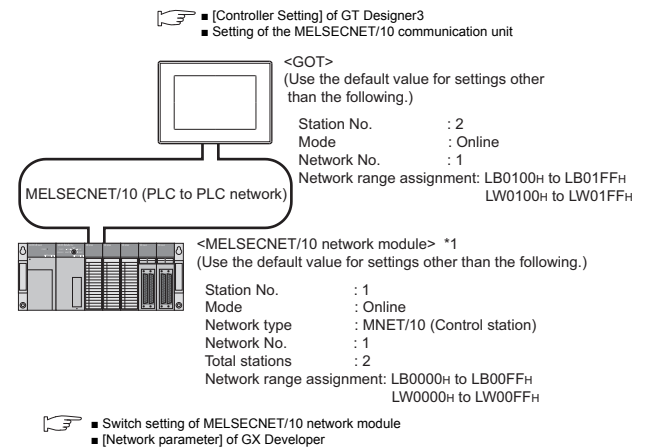 ■ [Controller Setting] of GT Designer3
■ Setting of the MELSECNET/10 communication unit
<GOT>
(Use the default value for settings other
than the following.)
Station No. : 2
Mode : Online
Network No. : 1
Network range assignment: LB0100H to LB01FFH
LW0100H to LW01FFH
MELSECNET/10 (PLC to PLC network)
<MELSECNET/10 network module> *1
(Use the default value for settings other than the following.)
Station No. : 1
Mode : Online
Network type : MNET/10 (Control station)
Network No. : 1
Total stations : 2
Network range assignment: LB0000H to LB00FFH
LW0000H to LW00FFH
■ Switch setting of MELSECNET/10 network module
■ [Network parameter] of GX Developer